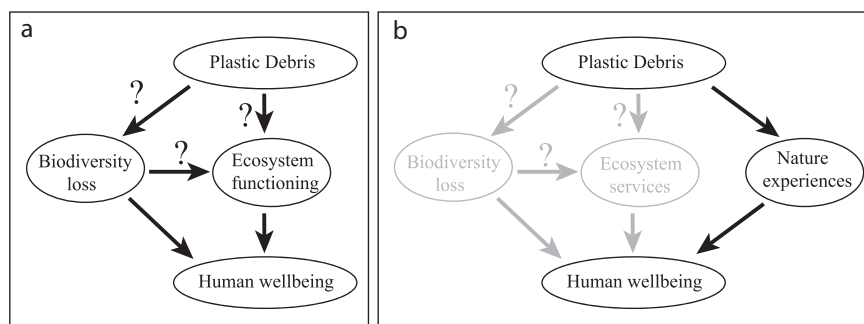 a
Plastic Debris
?
?
Biodiversity
loss
?
Ecosystem
functioning
Human wellbeing
b
Plastic Debris
?
?
Biodiversity
loss
?
Ecosystem
services
Nature
experiences
Human wellbeing